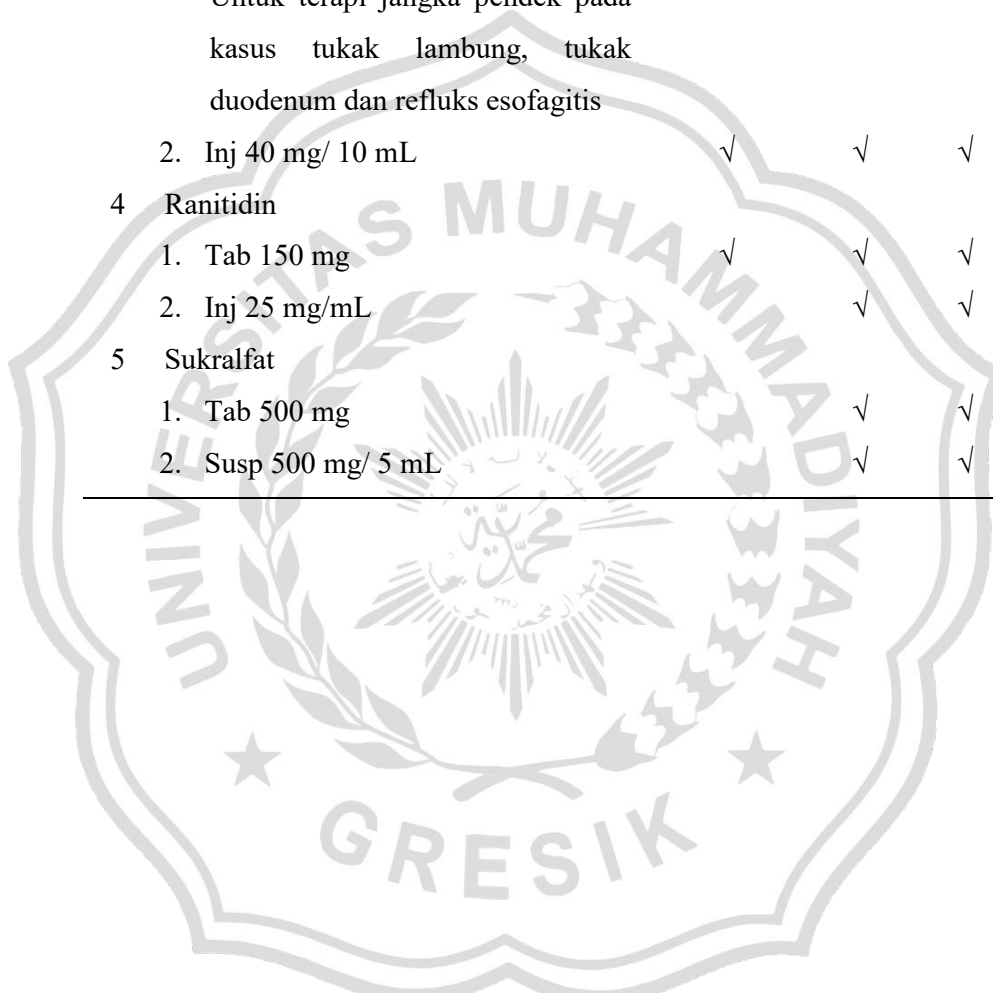 Untuk terapi jangka pendek pada
kasus tukak lambung, tukak
duodenum dan refluks esofagitis
2. Inj 40 mg/ 10 mL √ √ √
4 Ranitidin
1. Tab 150 mg √ √ √
2. Inj 25 mg/mL √ √
5 Sukralfat
1. Tab 500 mg √ √
2. Susp 500 mg/ 5 mL √ √
UNIVERSITAS MUHAMMADIYAH
GRESIK